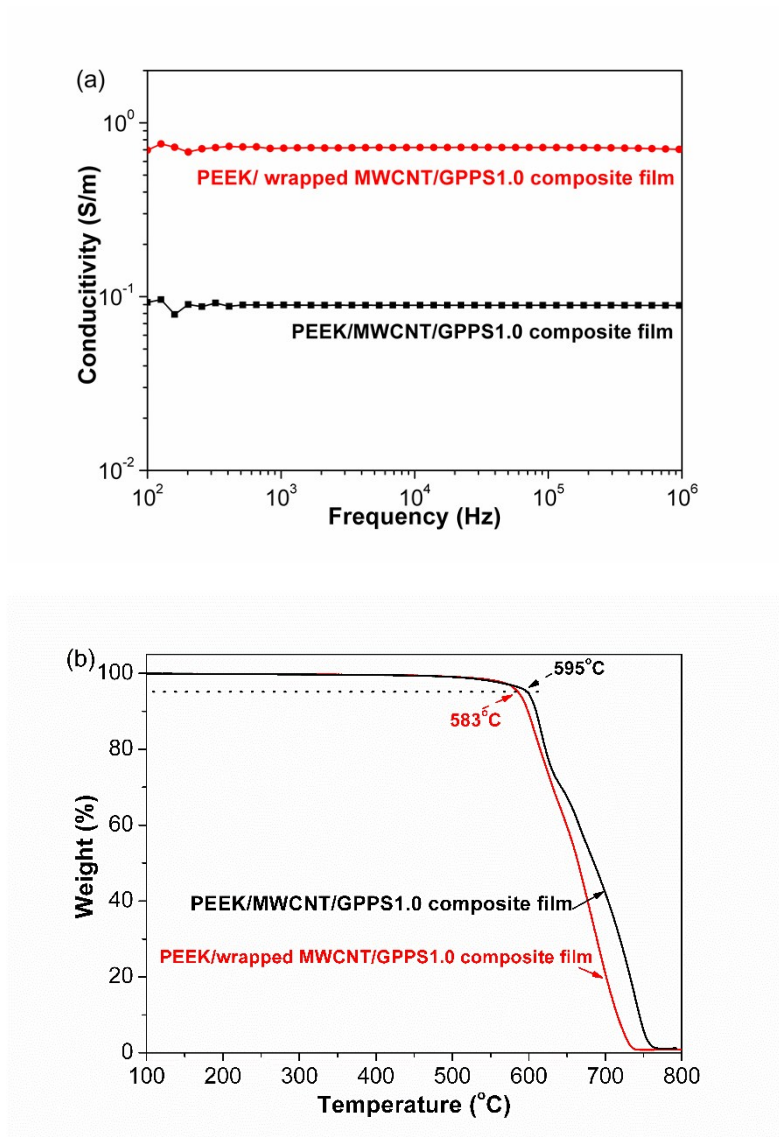 (a)
10⁰
PEEK/ wrapped MWCNT/GPPS1.0 composite film
10⁻¹
PEEK/MWCNT/GPPS1.0 composite film
10⁻²
Conducitivity (S/m)
10² 10³ 10⁴ 10⁵ 10⁶
Frequency (Hz)
(b)
100
595°C
583°C
80
60
40
PEEK/MWCNT/GPPS1.0 composite film
PEEK/wrapped MWCNT/GPPS1.0 composite film
20
0
Weight (%)
100 200 300 400 500 600 700 800
Temperature (°C)